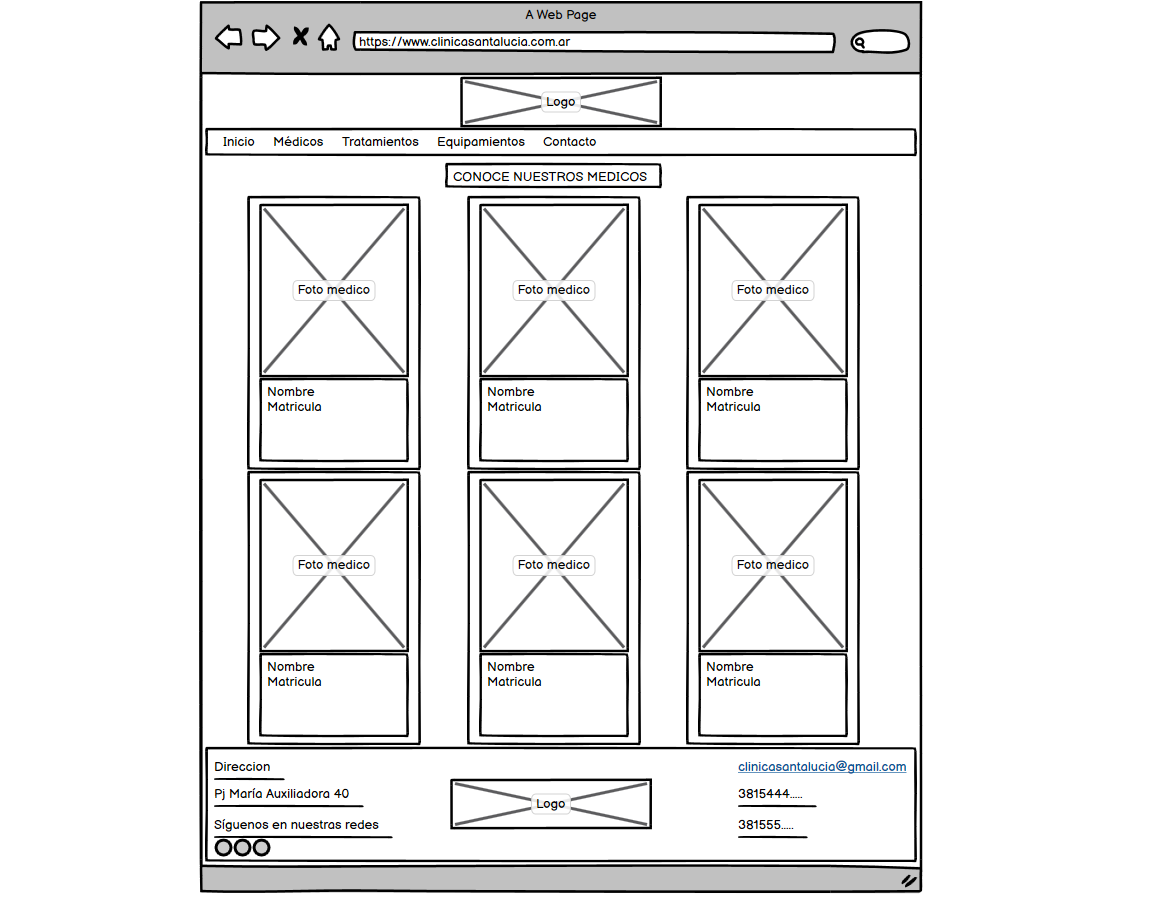 A Web Page
https://www.clinicasantalucia.com.ar
Logo
Inicio Médicos Tratamientos Equipamientos Contacto
CONOCE NUESTROS MEDICOS
Foto medico Foto medico Foto medico
Nombre Nombre Nombre
Matricula Matricula Matricula
Foto medico Foto medico Foto medico
Nombre Nombre Nombre
Matricula Matricula Matricula
Direccion clinicasantalucia@gmail.com
Pj María Auxiliadora 40 Logo 3815444.....
Síguenos en nuestras redes 381555.....